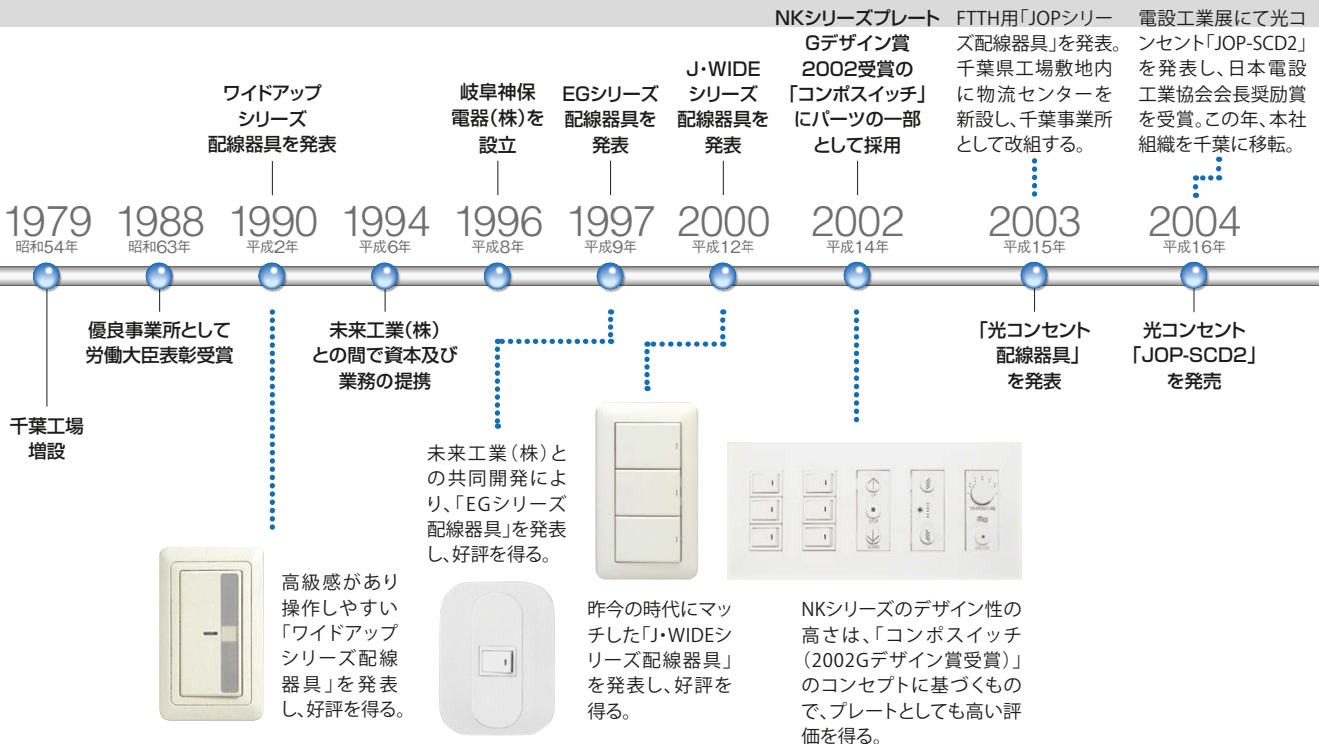 ワイドアップ
シリーズ
配線器具を発表
岐阜神保
電器(株)を
設立
EGシリーズ
配線器具を
発表
J・WIDE
シリーズ
配線器具を
発表
NKシリーズプレート
Gデザイン賞
2002受賞の
「コンポスイッチ」
にパーツの一部
として採用
FTTH用「JOPシリー
ズ配線器具」を発表。
千葉県工場敷地内
に物流センターを
新設し、千葉事業所
として改組する。
電設工業展にて光コ
ンセント「JOP-SCD2」
を発表し、日本電設
工業協会会長奨励賞
を受賞。この年、本社
組織を千葉に移転。
1979
昭和54年
1988
昭和63年
1990
平成2年
1994
平成6年
1996
平成8年
1997
平成9年
2000
平成12年
2002
平成14年
2003
平成15年
2004
平成16年
千葉工場
増設
優良事業所として
労働大臣表彰受賞
未来工業(株)
との間で資本及び
業務の提携
「光コンセント
配線器具」
を発表
光コンセント
「JOP-SCD2」
を発売
高級感があり
操作しやすい
「ワイドアップ
シリーズ配線
器具」を発表
し、好評を得る。
未来工業(株)と
の共同開発によ
り、「EGシリーズ
配線器具」を発表
し、好評を得る。
昨今の時代にマッ
チした「J・WIDEシ
リーズ配線器具」
を発表し、好評を
得る。
STOP
DOWN
TEMPERATURE
NKシリーズのデザイン性の
高さは、「コンポスイッチ
(2002Gデザイン賞受賞)」
のコンセプトに基づくもの
で、プレートとしても高い評
価を得る。